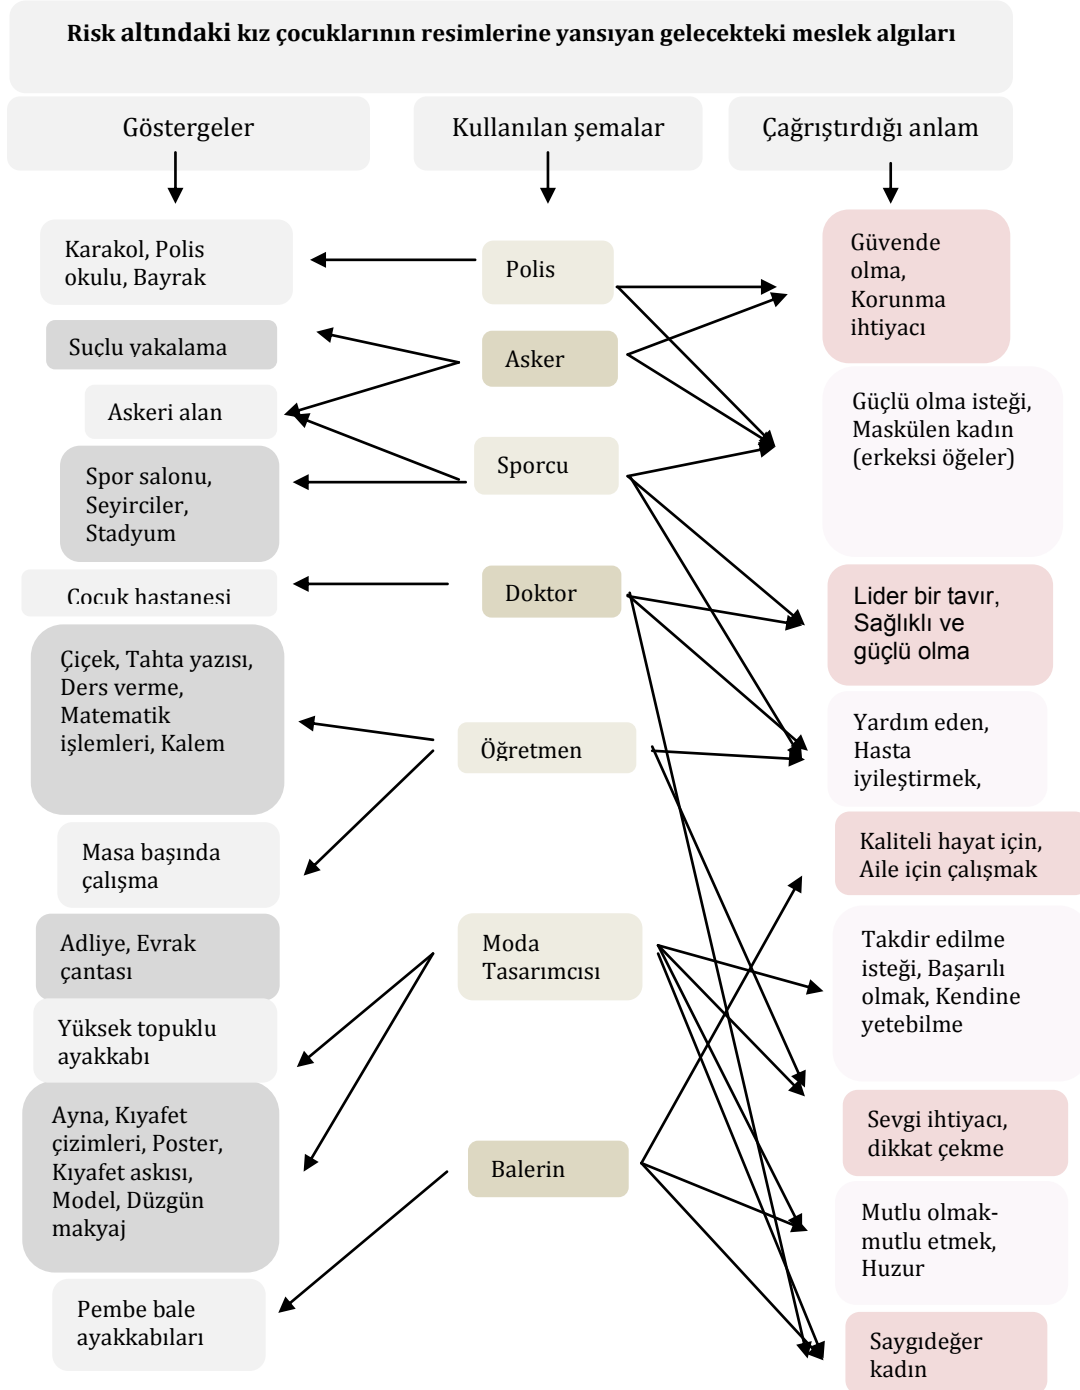 Risk altındaki kız çocuklarının resimlerine yansıyan gelecekteki meslek algıları
Göstergeler
Kullanılan şemalar
Çağrıştırdığı anlam
Karakol, Polis
okulu, Bayrak
Suçlu yakalama
Askeri alan
Spor salonu,
Seyirciler,
Stadyum
Çocuk hastanesi
Çiçek, Tahta yazısı,
Ders verme,
Matematik
işlemleri, Kalem
Masa başında
çalışma
Adliye, Evrak
çantası
Yüksek topuklu
ayakkabı
Ayna, Kıyafet
çizimleri, Poster,
Kıyafet askısı,
Model, Düzgün
makyaj
Pembe bale
ayakkabıları
Polis
Asker
Sporcu
Doktor
Öğretmen
Moda
Tasarımcısı
Balerin
Güvende
olma,
Korunma
ihtiyacı
Güçlü olma isteği,
Maskülen kadın
(erkeksi öğeler)
Lider bir tavır,
Sağlıklı ve
güçlü olma
Yardım eden,
Hasta
iyileştirmek,
Kaliteli hayat için,
Aile için çalışmak
Takdir edilme
isteği, Başarılı
olmak, Kendine
yetebilme
Sevgi ihtiyacı,
dikkat çekme
Mutlu olmak-
mutlu etmek,
Huzur
Saygıdeğer
kadın